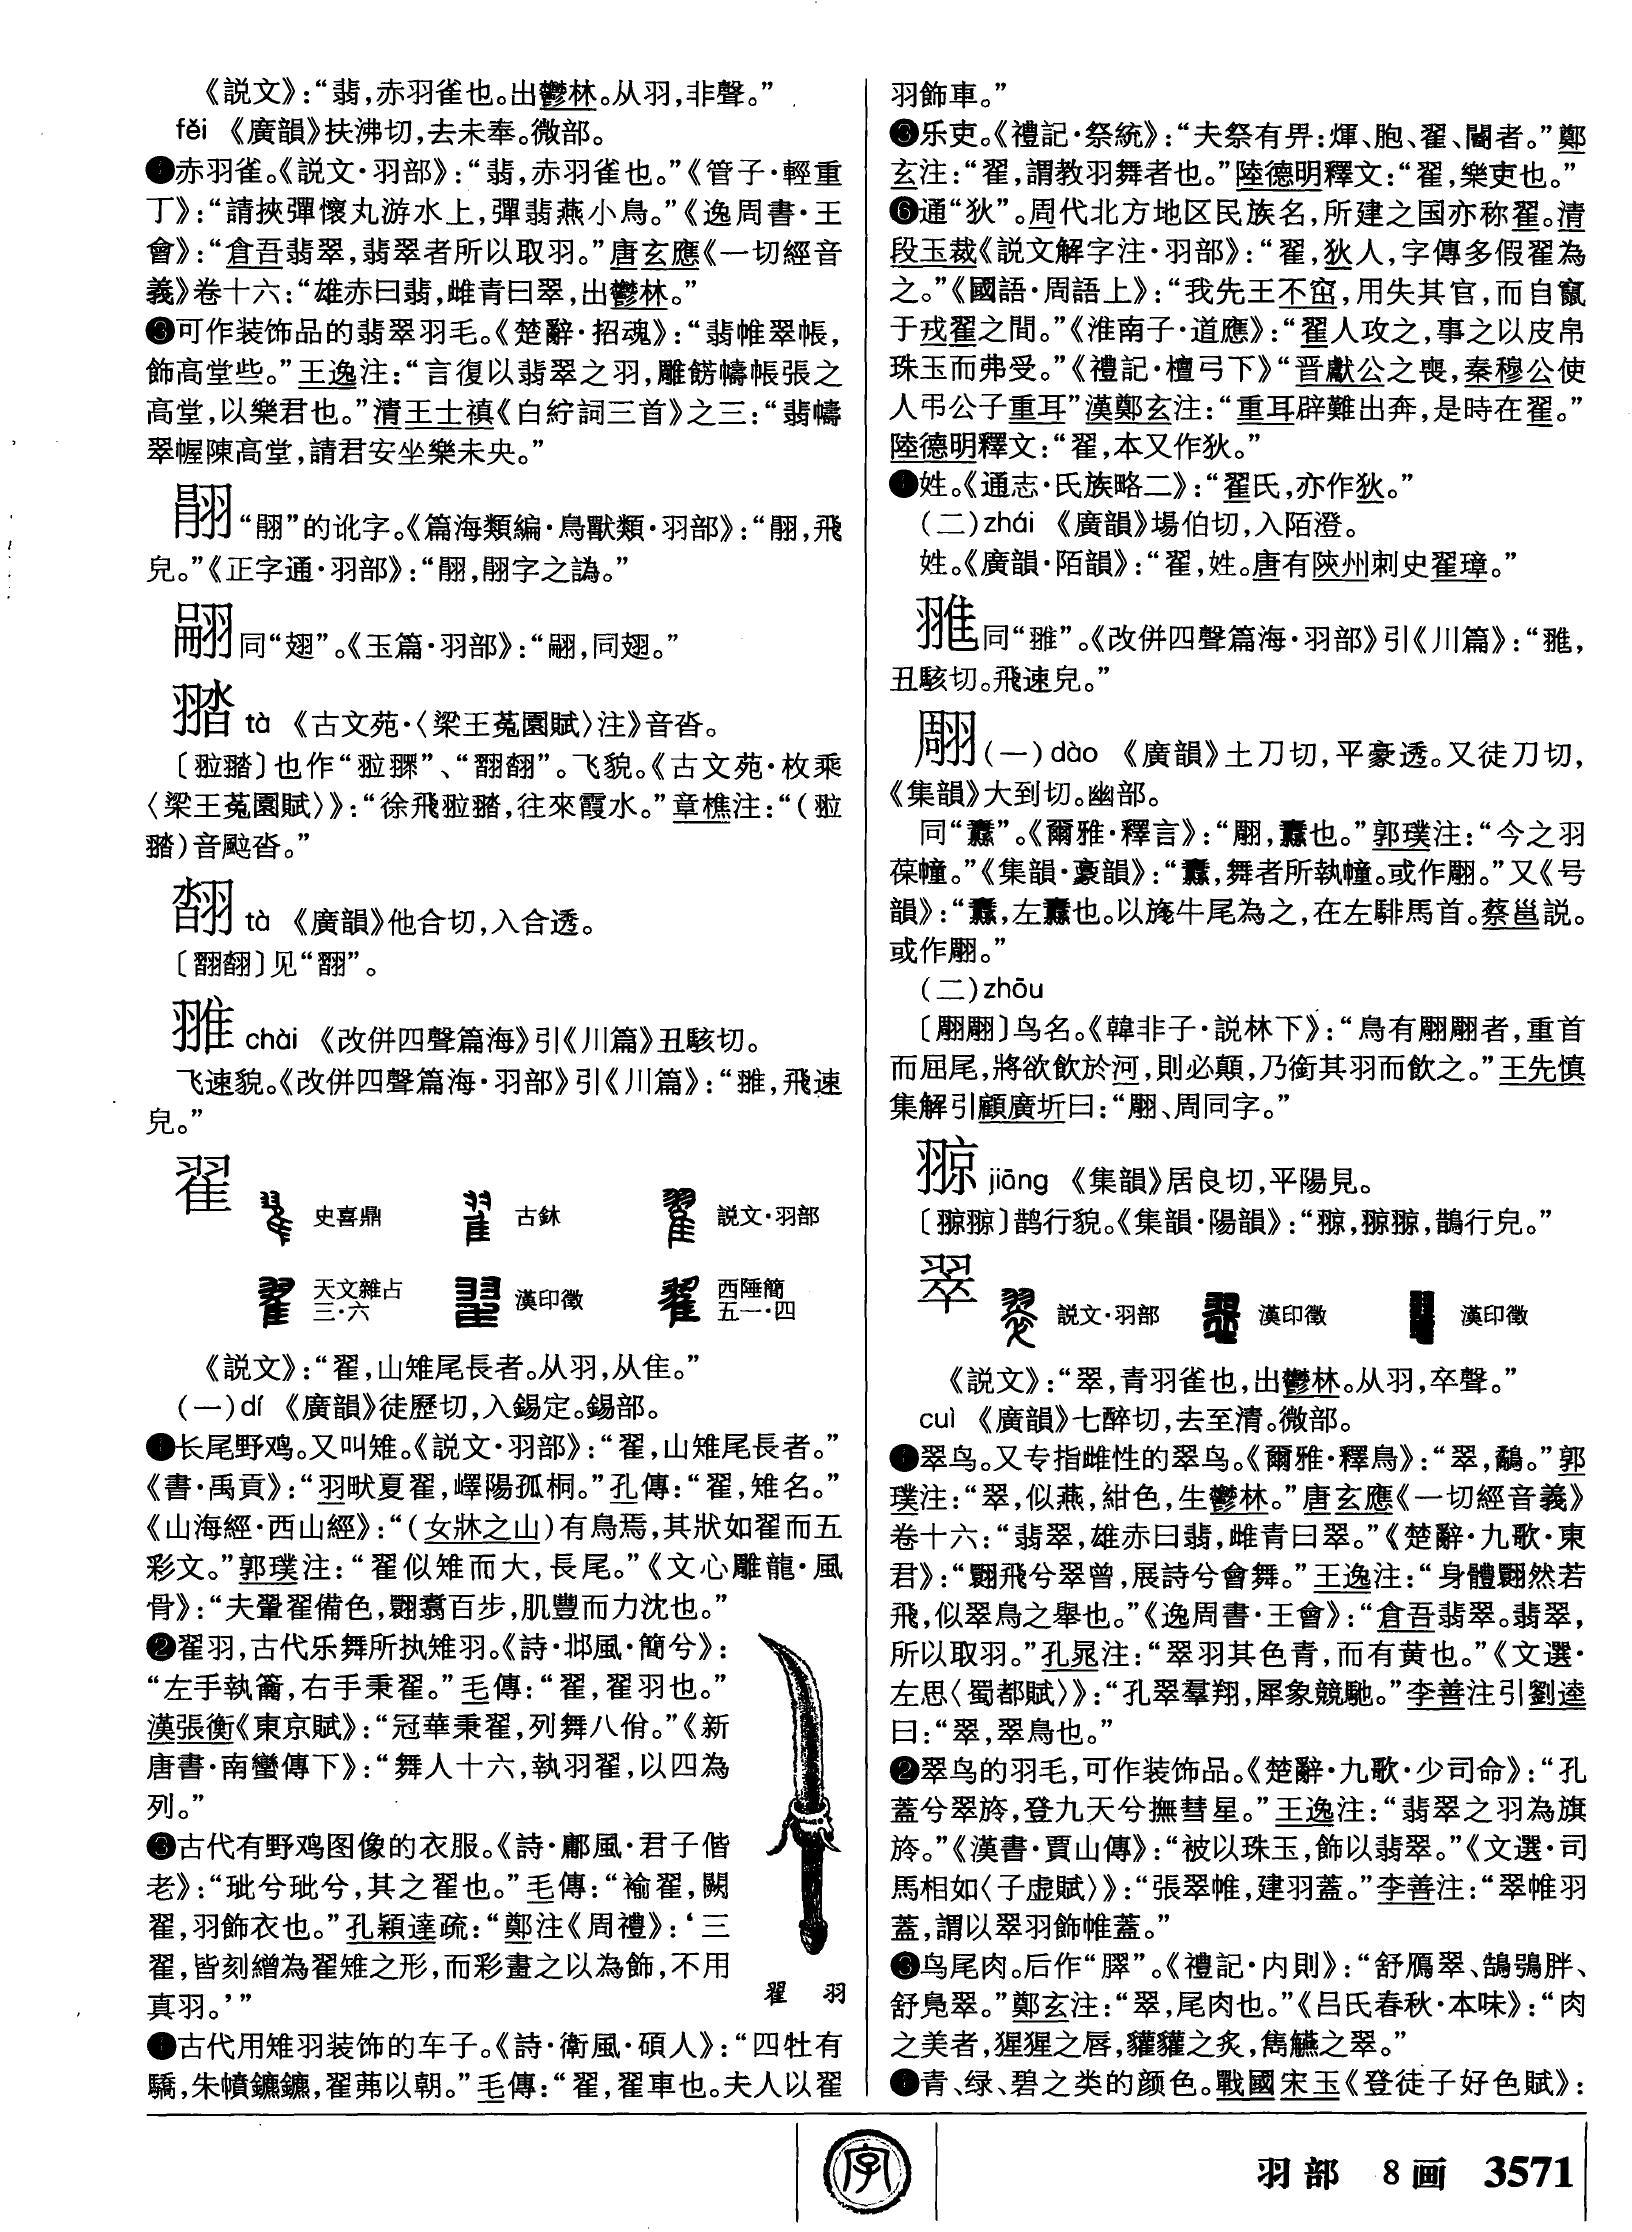 《説文》：“翡，赤羽雀也。出鬱林。从羽，非聲。”
fěi 《廣韻》扶沸切，去未奉。微部。
赤羽雀。《説文·羽部》：“翡，赤羽雀也。”《管子·輕重
丁》：“請挾彈懷丸游水上，彈翡燕小鳥。”《逸周書·王
會》：“倉吾翡翠，翡翠者所以取羽。”唐玄應《一切經音
義》卷十六：“雄赤曰翡，雌青曰翠，出鬱林。”
可作装饰品的翡翠羽毛。《楚辭·招魂》：“翡帷翠帳，
飾高堂些。”王逸注：“言復以翡翠之羽，雕餝幬帳張之
高堂，以樂君也。”清王士禛《白紵詞三首》之三：“翡幬
翠幄陳高堂，請君安坐樂未央。”
的讹字。《篇海類編·鳥獸類·羽部》：飛
皃。”《正字通·羽部》：字之譌。”
同“翅”。《玉篇·羽部》：同翅。”
tà 《古文苑·〈梁王菟園賦〉注》音沓。
也作飞貌。《古文苑·枚乘
〈梁王菟園賦〉》：“徐飛往來霞水。”章樵注：
音沓。”
tà 《廣韻》他合切，入合透。
见
chài 《改併四聲篇海》引《川篇》丑駭切。
飞速貌。《改併四聲篇海·羽部》引《川篇》：飛速
皃。”
翟 史喜鼎 古鉥 説文·羽部
天文雜占三·六 漢印徵 西陲簡五一·四
《説文》：“翟，山雉尾長者。从羽，从隹。”
（一）dí 《廣韻》徒歷切，入錫定。錫部。
❶长尾野鸡。又叫雉。《説文·羽部》：“翟，山雉尾長者。”
《書·禹貢》：“羽畎夏翟，嶧陽孤桐。”孔傳：“翟，雉名。”
《山海經·西山經》：“（女牀之山）有鳥焉，其狀如翟而五
彩文。”郭璞注：“翟似雉而大，長尾。”《文心雕龍·風
骨》：“夫翬翟備色，翾翥百步，肌豐而力沈也。”
❷翟羽，古代乐舞所执雉羽。《詩·邶風·簡兮》：
“左手執籥，右手秉翟。”毛傳：“翟，翟羽也。”
漢張衡《東京賦》：“冠華秉翟，列舞八佾。”《新
唐書·南蠻傳下》：“舞人十六，執羽翟，以四為
列。”
❸古代有野鸡图像的衣服。《詩·鄘風·君子偕
老》：“玼兮玼兮，其之翟也。”毛傳：“褕翟，闕
翟，羽飾衣也。”孔穎達疏：“鄭注《周禮》：‘三
翟，皆刻繒為翟雉之形，而彩畫之以為飾，不用
真羽。’”
翟 羽
古代用雉羽装饰的车子。《詩·衛風·碩人》：“四牡有
驕，朱幩鑣鑣，翟茀以朝。”毛傳：“翟，翟車也。夫人以翟
羽飾車。”
乐吏。《禮記·祭統》：“夫祭有畀：煇、胞、翟、閽者。”鄭
玄注：“翟，謂教羽舞者也。”陸德明釋文：“翟，樂吏也。”
❻通“狄”。周代北方地区民族名，所建之国亦称翟。清
段玉裁《説文解字注·羽部》：“翟，狄人，字傳多假翟為
之。”《國語·周語上》：“我先王不窋，用失其官，而自竄
于戎翟之間。”《淮南子·道應》：“翟人攻之，事之以皮帛
珠玉而弗受。”《禮記·檀弓下》“晋獻公之喪，秦穆公使
人弔公子重耳”漢鄭玄注：“重耳辟難出奔，是時在翟。”
陸德明釋文：“翟，本又作狄。”
姓。《通志·氏族略二》：“翟氏，亦作狄。”
（二）zhái 《廣韻》場伯切，入陌澄。
姓。《廣韻·陌韻》：“翟，姓。唐有陝州刺史翟璋。”
同《改併四聲篇海·羽部》引《川篇》：
丑駭切。飛速皃。”
翢（一）dào 《廣韻》土刀切，平豪透。又徒刀切，
《集韻》大到切。幽部。
同“纛”。《爾雅·釋言》：“翢，纛也。”郭璞注：“今之羽
葆幢。”《集韻·豪韻》：“纛，舞者所執幢。或作翢。”又《号
韻》：“纛，左纛也。以旄牛尾為之，在左騑馬首。蔡邕説。
或作翢。”
（二）zhōu
〔翢翢〕鸟名。《韓非子·説林下》：“鳥有翢翢者，重首
而屈尾，將欲飲於河，則必顛，乃銜其羽而飲之。”王先慎
集解引顧廣圻曰：“翢、周同字。”
jiāng 《集韻》居良切，平陽見。
鹊行貌。《集韻·陽韻》：鵲行皃。”
翠 説文·羽部 漢印徵 漢印徵
《説文》：“翠，青羽雀也，出鬱林。从羽，卒聲。”
cuì 《廣韻》七醉切，去至清。微部。
翠鸟。又专指雌性的翠鸟。《爾雅·釋鳥》：“翠，鷸。”郭
璞注：“翠，似燕，紺色，生鬱林。”唐玄應《一切經音義》
卷十六：“翡翠，雄赤曰翡，雌青曰翠。”《楚辭·九歌·東
君》：“翾飛兮翠曾，展詩兮會舞。”王逸注：“身體翾然若
飛，似翠鳥之舉也。”《逸周書·王會》：“倉吾翡翠。翡翠，
所以取羽。”孔晁注：“翠羽其色青，而有黄也。”《文選·
左思〈蜀都賦〉》：“孔翠羣翔，犀象競馳。”李善注引劉逵
曰：“翠，翠鳥也。”
❷翠鸟的羽毛，可作装饰品。《楚辭·九歌·少司命》：“孔
蓋兮翠旍，登九天兮撫彗星。”王逸注：“翡翠之羽為旗
旍。”《漢書·賈山傳》：“被以珠玉，飾以翡翠。”《文選·司
馬相如〈子虚賦〉》：“張翠帷，建羽蓋。”李善注：“翠帷羽
蓋，謂以翠羽飾帷蓋。”
❸鸟尾肉。后作“臎”。《禮記·内則》：“舒鴈翠、鵠鴞胖、
舒鳧翠。”鄭玄注：“翠，尾肉也。”《吕氏春秋·本味》：“肉
之美者，猩猩之唇，貛貛之炙，雋觾之翠。”
青、绿、碧之类的颜色。戰國宋玉《登徒子好色賦》：
字
羽部 8画 3571